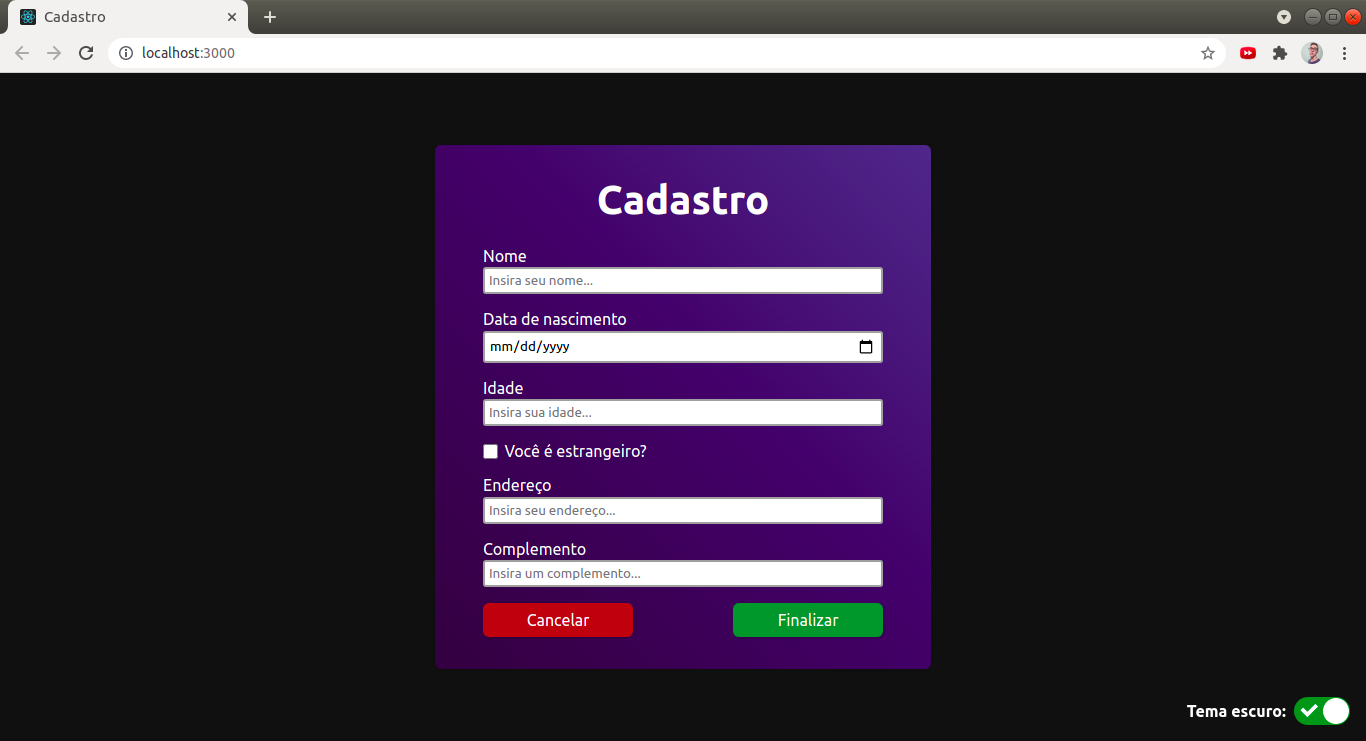 Cadastro
localhost:3000
Cadastro
Nome
Insira seu nome...
Data de nascimento
mm/dd/yyyy
Idade
Insira sua idade...
Você é estrangeiro?
Endereço
Insira seu endereço...
Complemento
Insira um complemento...
Cancelar Finalizar
Tema escuro: